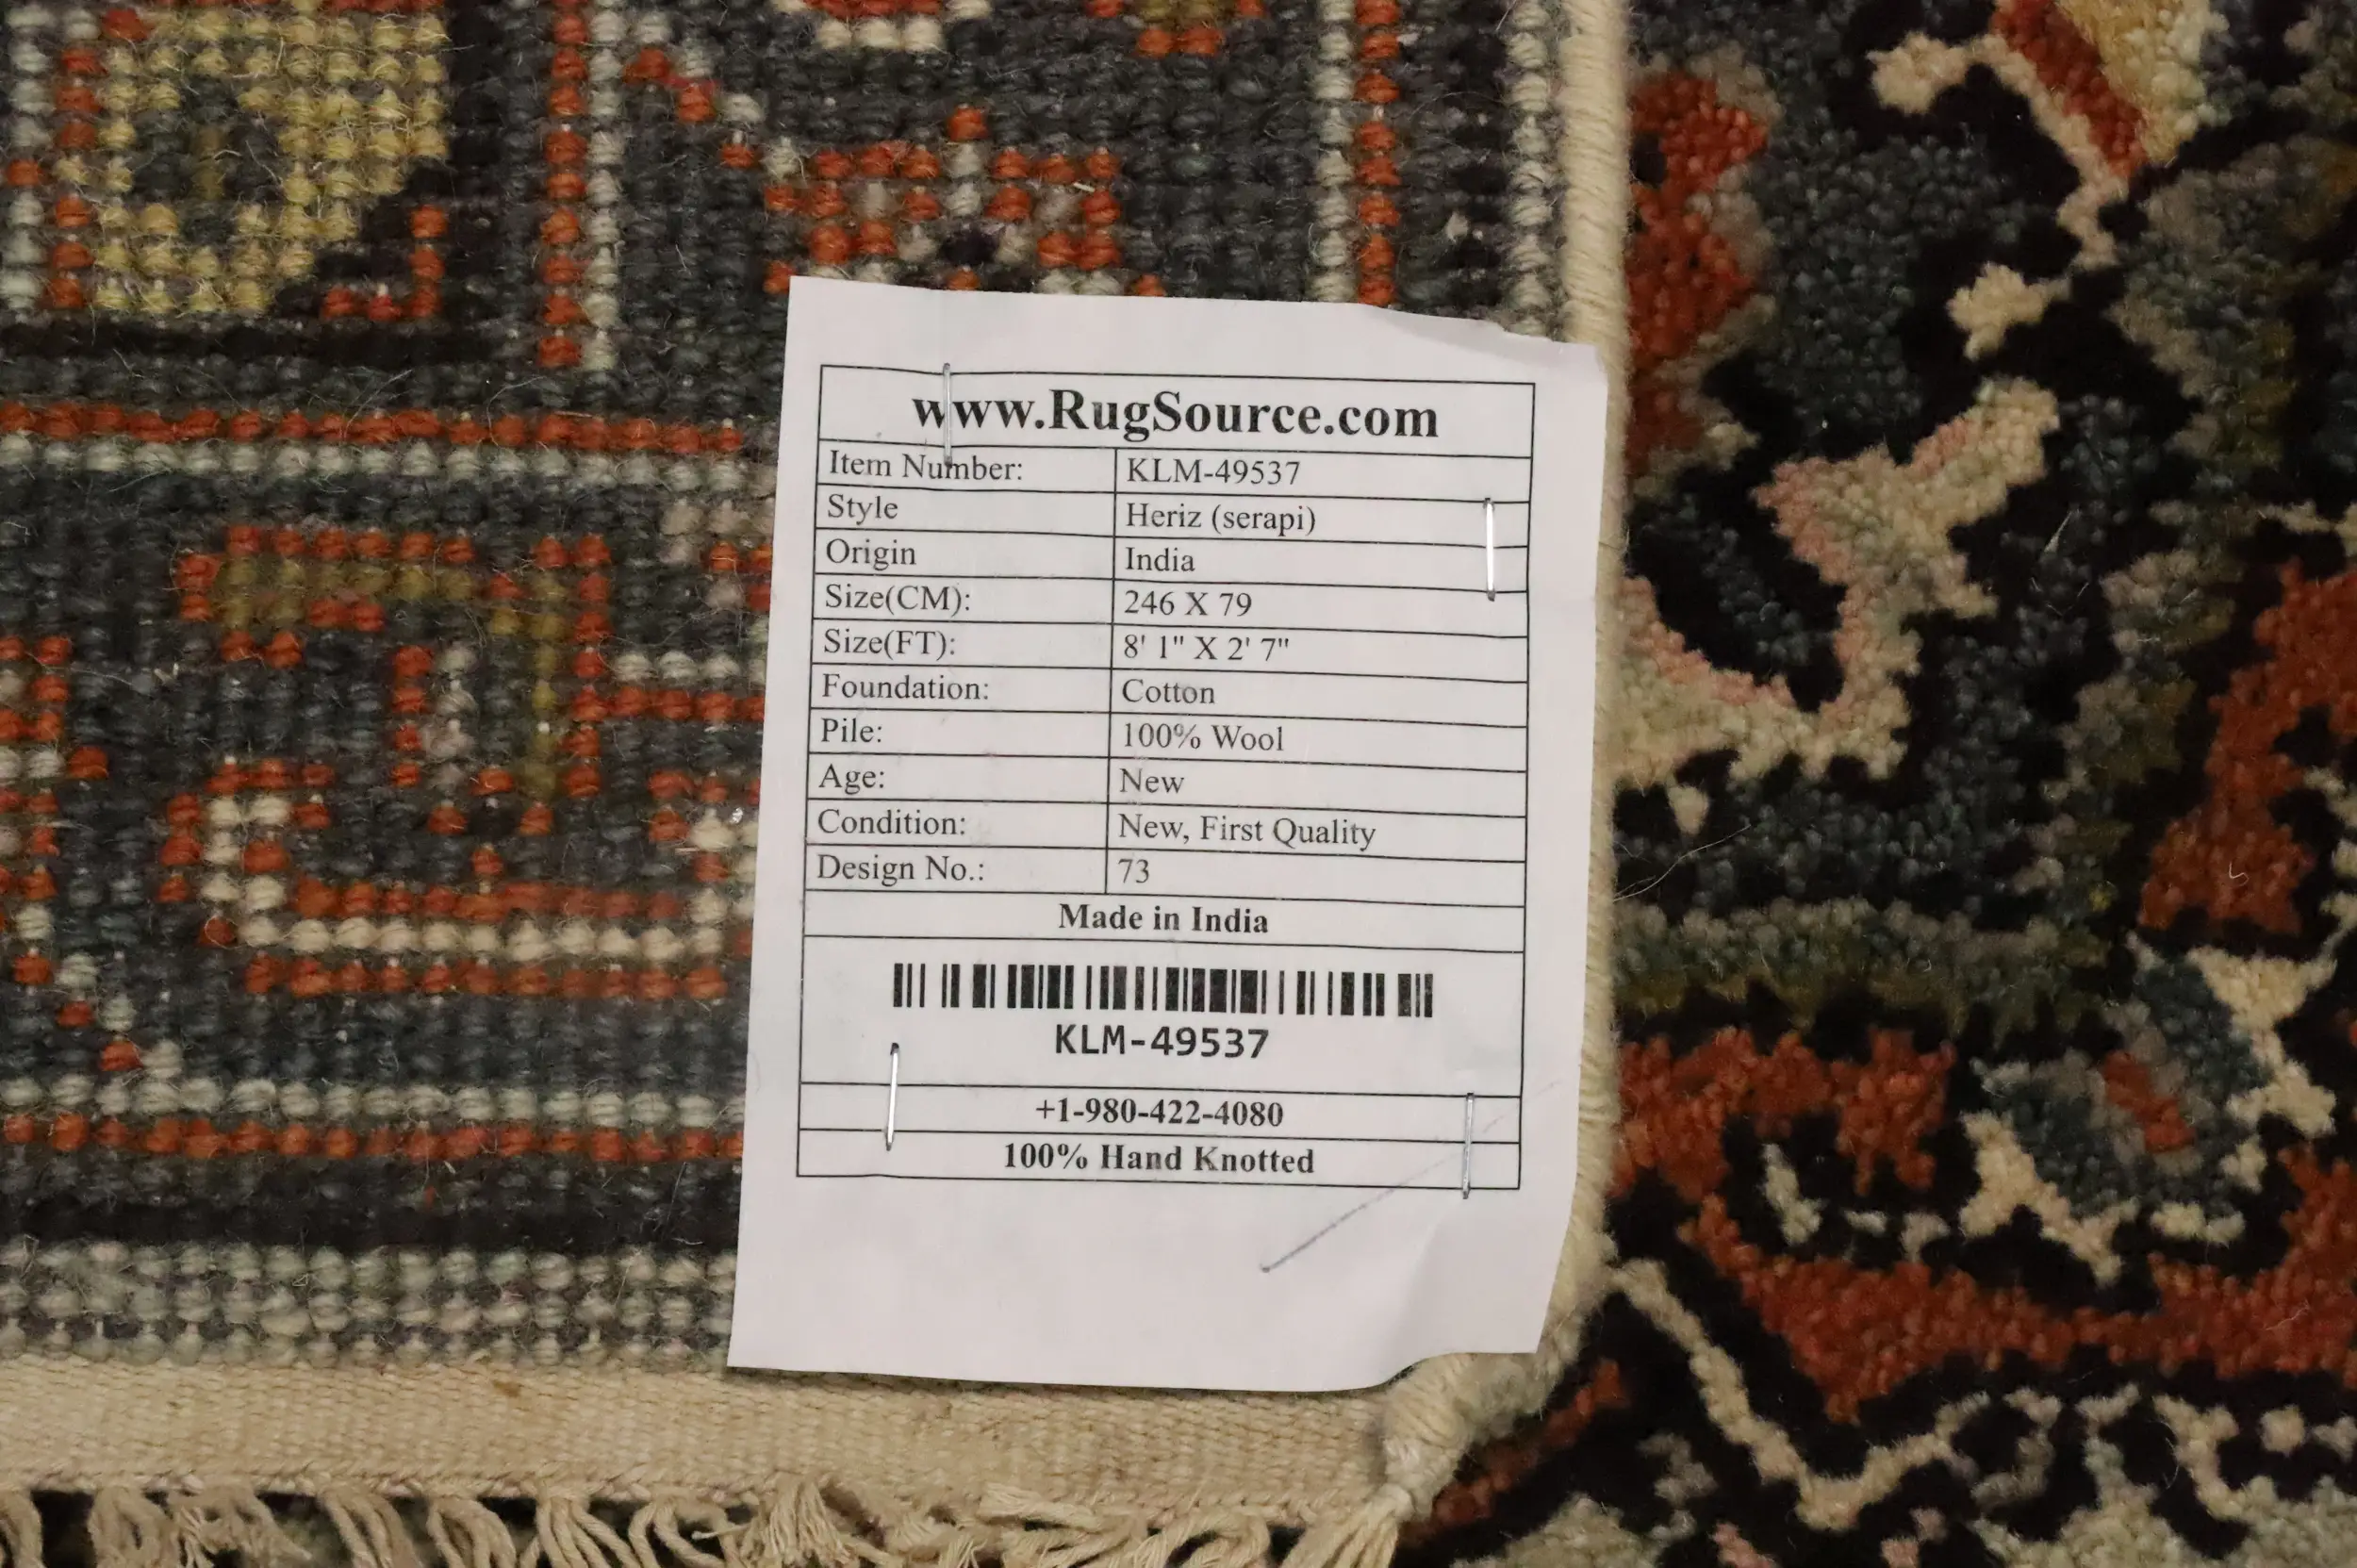 www.RugSource.com
Item Number: KLM-49537
Style Heriz (serapi)
Origin India
Size(CM): 246 X 79
Size(FT): 8' 1" X 2' 7"
Foundation: Cotton
Pile: 100% Wool
Age: New
Condition: New, First Quality
Design No.: 73
Made in India
KLM-49537
+1-980-422-4080
100% Hand Knotted